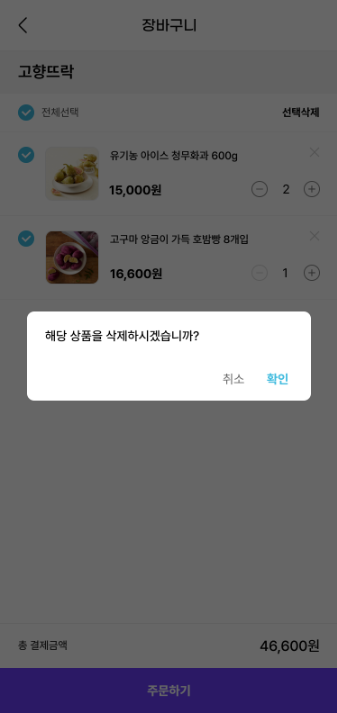 장바구니
고향뜨락
전체선택 선택삭제
유기농 아이스 청무화과 600g
15,000원 2
고구마 앙금이 가득 호밤빵 8개입
16,600원 1
해당 상품을 삭제하시겠습니까?
취소 확인
총 결제금액 46,600원
주문하기